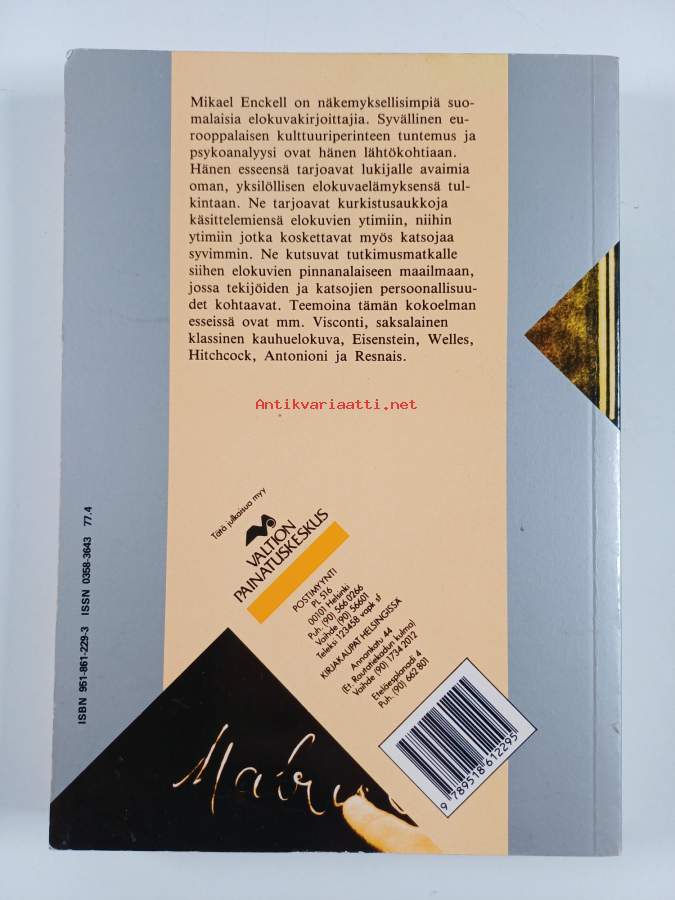 Mikael Enckell on näkemyksellisimpiä suo-
malaisia elokuvakirjoittajia. Syvällinen eu-
rooppalaisen kulttuuriperinteen tuntemus ja
psykoanalyysi ovat hänen lähtökohtiaan.
Hänen esseensä tarjoavat lukijalle avaimia
oman, yksilöllisen elokuvaelämyksensä tul-
kintaan. Ne tarjoavat kurkistusaukkoja
käsittelemiensä elokuvien ytimiin, niihin
ytimiin jotka koskettavat myös katsojaa
syvimmin. Ne kutsuvat tutkimusmatkalle
siihen elokuvien pinnanalaiseen maailmaan,
jossa tekijöiden ja katsojien persoonallisuu-
det kohtaavat. Teemoina tämän kokoelman
esseissä ovat mm. Visconti, saksalainen
klassinen kauhuelokuva, Eisenstein, Welles,
Hitchcock, Antonioni ja Resnais.
Antikvariaatti.net
Tätä julkaisua myy
VALTION
PAINATUSKESKUS
POSTIMYYNTI
PL 516
00101 Helsinki
Puh. (90) 566 0266
Vaihde (90) 56601
Teleksi 123458 vapk sf
KIRJAKAUPAT HELSINGISSÄ
Annankatu 44
(Et. Rautatiekadun kulma)
Vaihde (90) 1734 2012
Eteläesplanadi 4
Puh. (90) 662 801
ISBN 951-861-229-3 ISSN 0358-3643 77.4
9 789518 612295